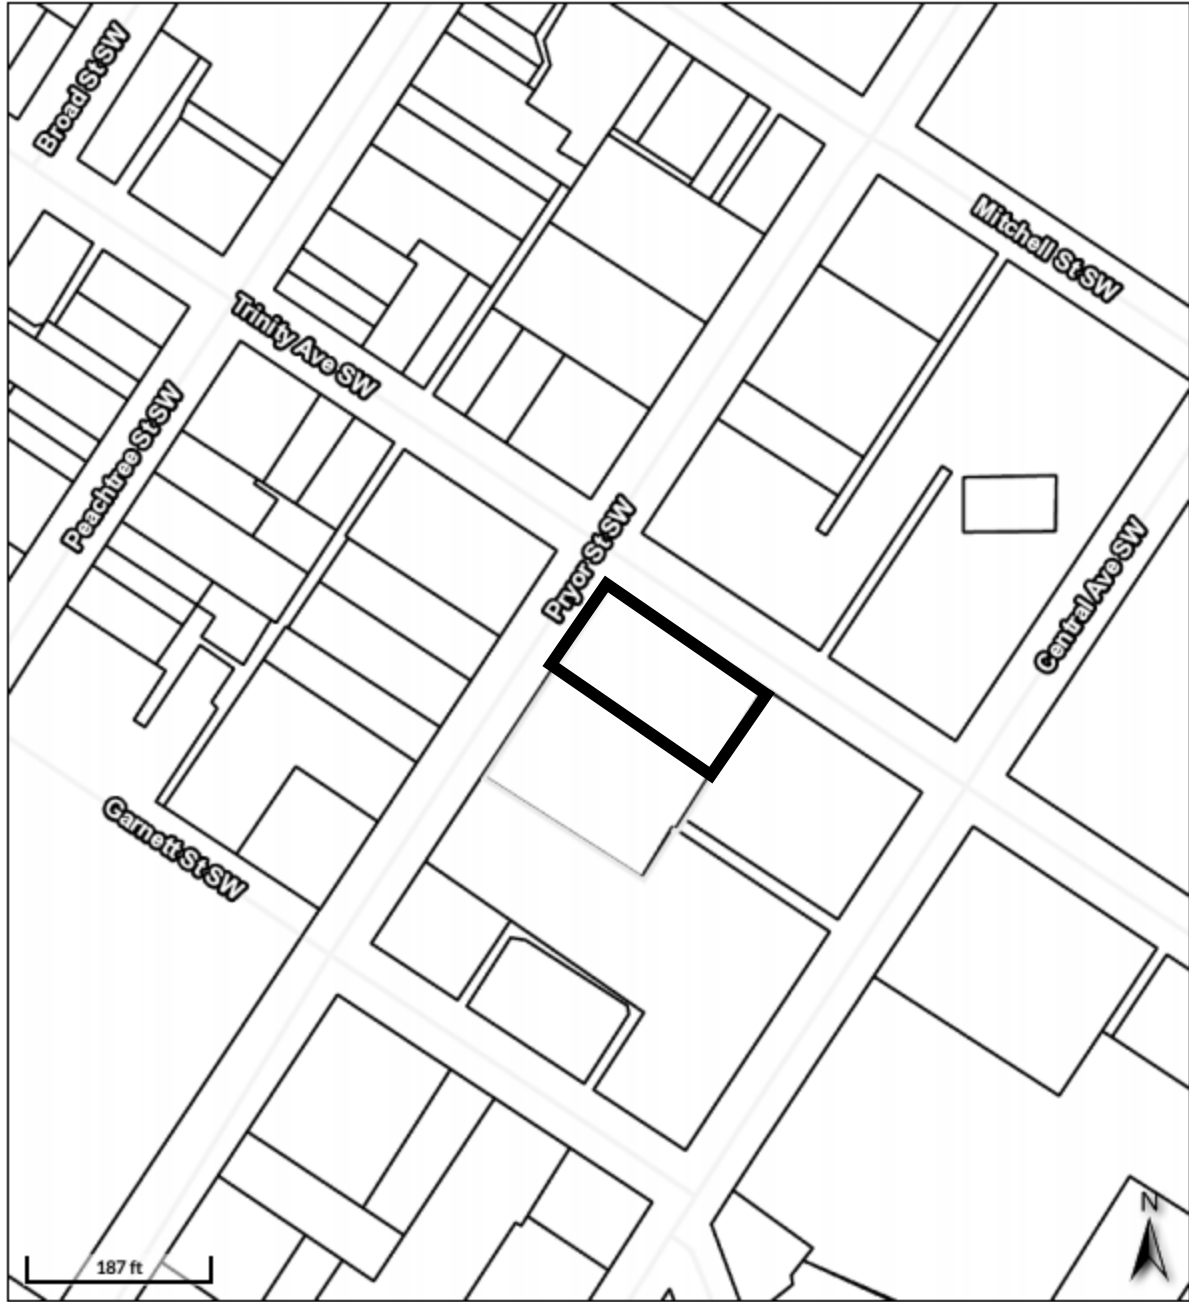 Broad St SW
Mitchell St SW
Trinity Ave SW
Peachtree St SW
Pryor St SW
Central Ave SW
Garnett St SW
N
187 ft